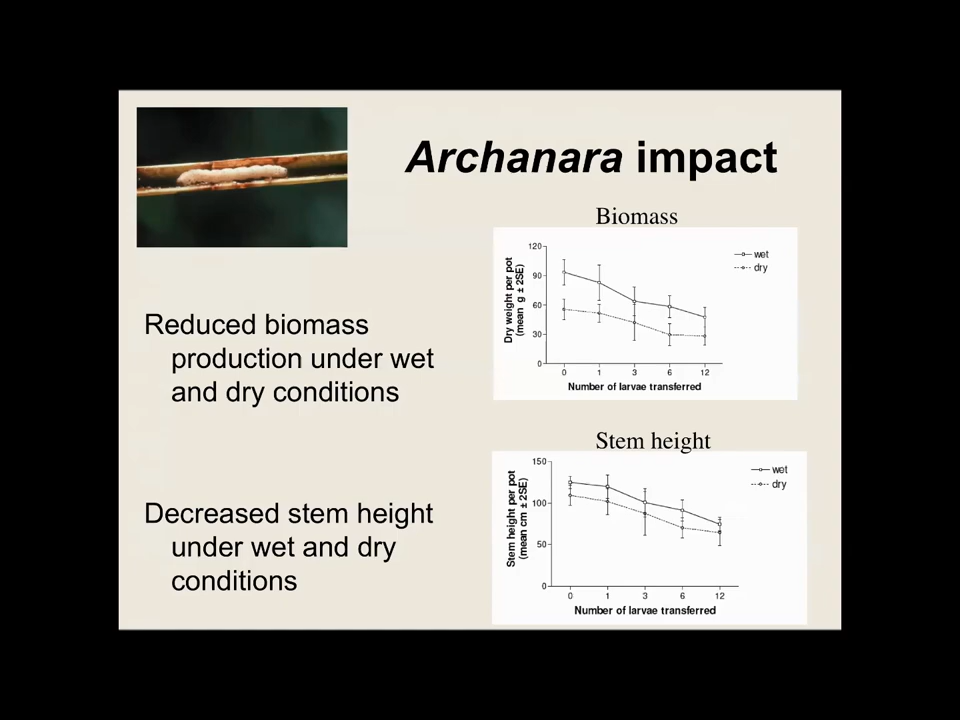 Archanara impact
Biomass
120
90
60
30
0
Dry weight per pot
(mean g ± 2SE)
wet
dry
0 1 3 6 12
Number of larvae transferred
Reduced biomass
production under wet
and dry conditions
Stem height
150
100
50
0
Stem height per pot
(mean cm ± 2SE)
wet
dry
0 1 3 6 12
Number of larvae transferred
Decreased stem height
under wet and dry
conditions